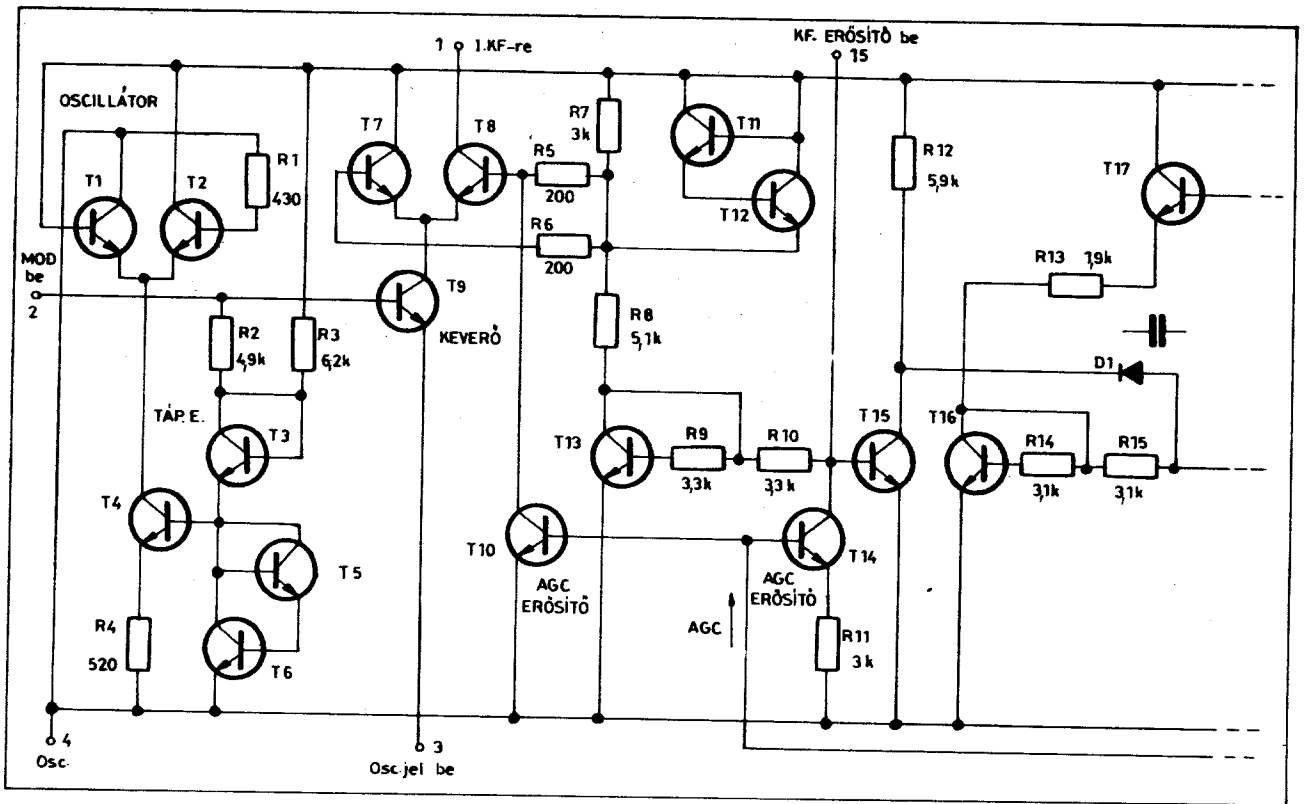 1 I.KF-re
KF. ERŐSÍTŐ be
15
OSCILLÁTOR
T1
T2
R1
430
T7
T8
R5
200
R6
200
R7
3k
T11
T12
R12
5,9k
T17
R13 1,9k
MOD
be
2
T9
KEVERŐ
R2
4,9k
R3
6,2k
R8
5,1k
D1
TÁP. E.
T3
T13
R9
3,3k
R10
3,3k
T15
T16
R14
3,1k
R15
3,1k
T4
T5
T6
R4
520
T10
AGC
ERŐSÍTŐ
T14
AGC
ERŐSÍTŐ
AGC
R11
3k
4
Osc.
3
Osc.jel be